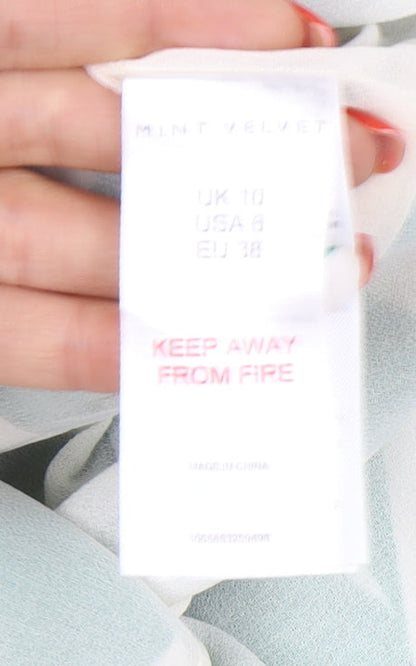 MINT VELVET
UK 10
USA 6
EU 38
KEEP AWAY
FROM FIRE
MADE IN CHINA